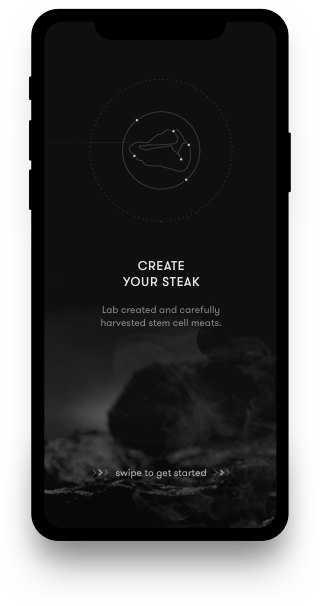 CREATE
YOUR STEAK
Lab created and carefully
harvested stem cell meats.
swipe to get started